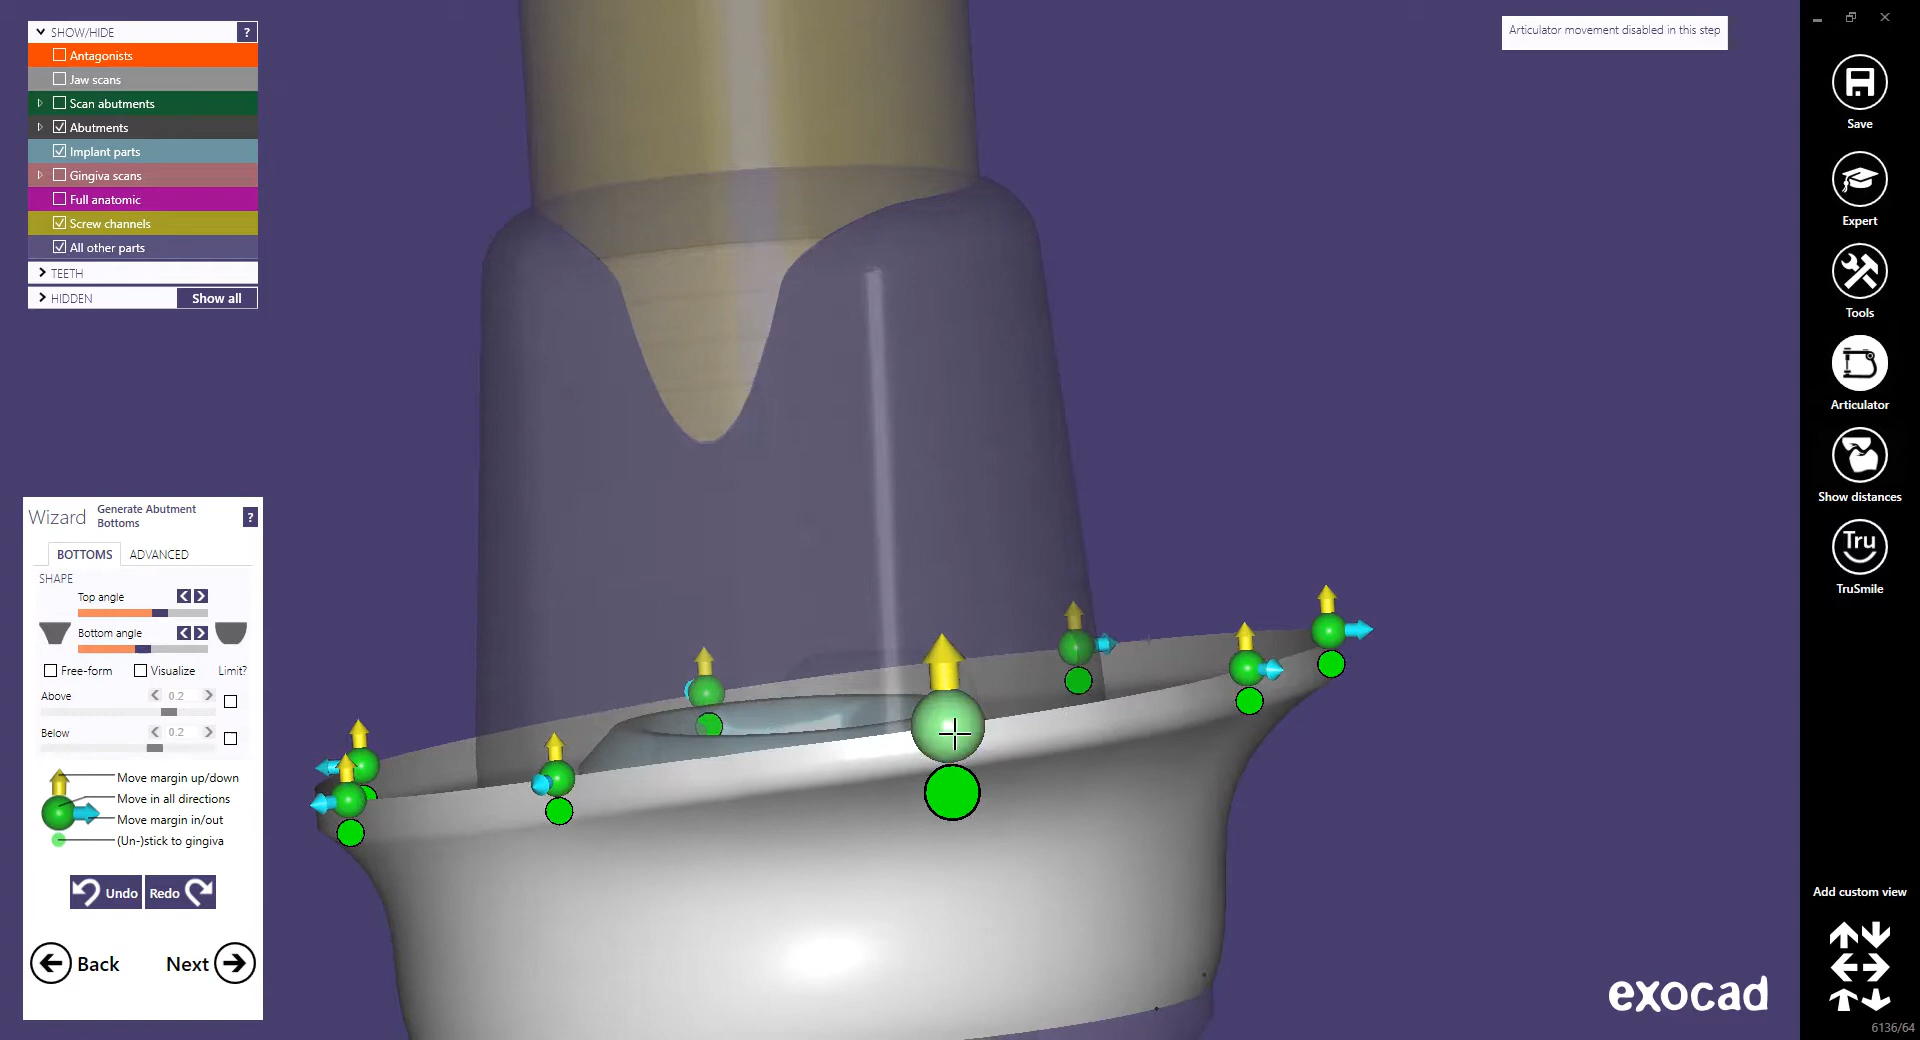 SHOW/HIDE
?
Antagonists
Jaw scans
Scan abutments
Abutments
Implant parts
Gingiva scans
Full anatomic
Screw channels
All other parts
TEETH
HIDDEN
Show all
Articulator movement disabled in this step
Save
Expert
Tools
Articulator
Show distances
Tru
TruSmile
Wizard
Generate Abutment
Bottoms
?
BOTTOMS
ADVANCED
SHAPE
Top angle
Bottom angle
Free-form
Visualize
Limit?
Above
0.2
Below
0.2
Move margin up/down
Move in all directions
Move margin in/out
(Un-)stick to gingiva
Undo
Redo
Back
Next
Add custom view
exocad
6136/64